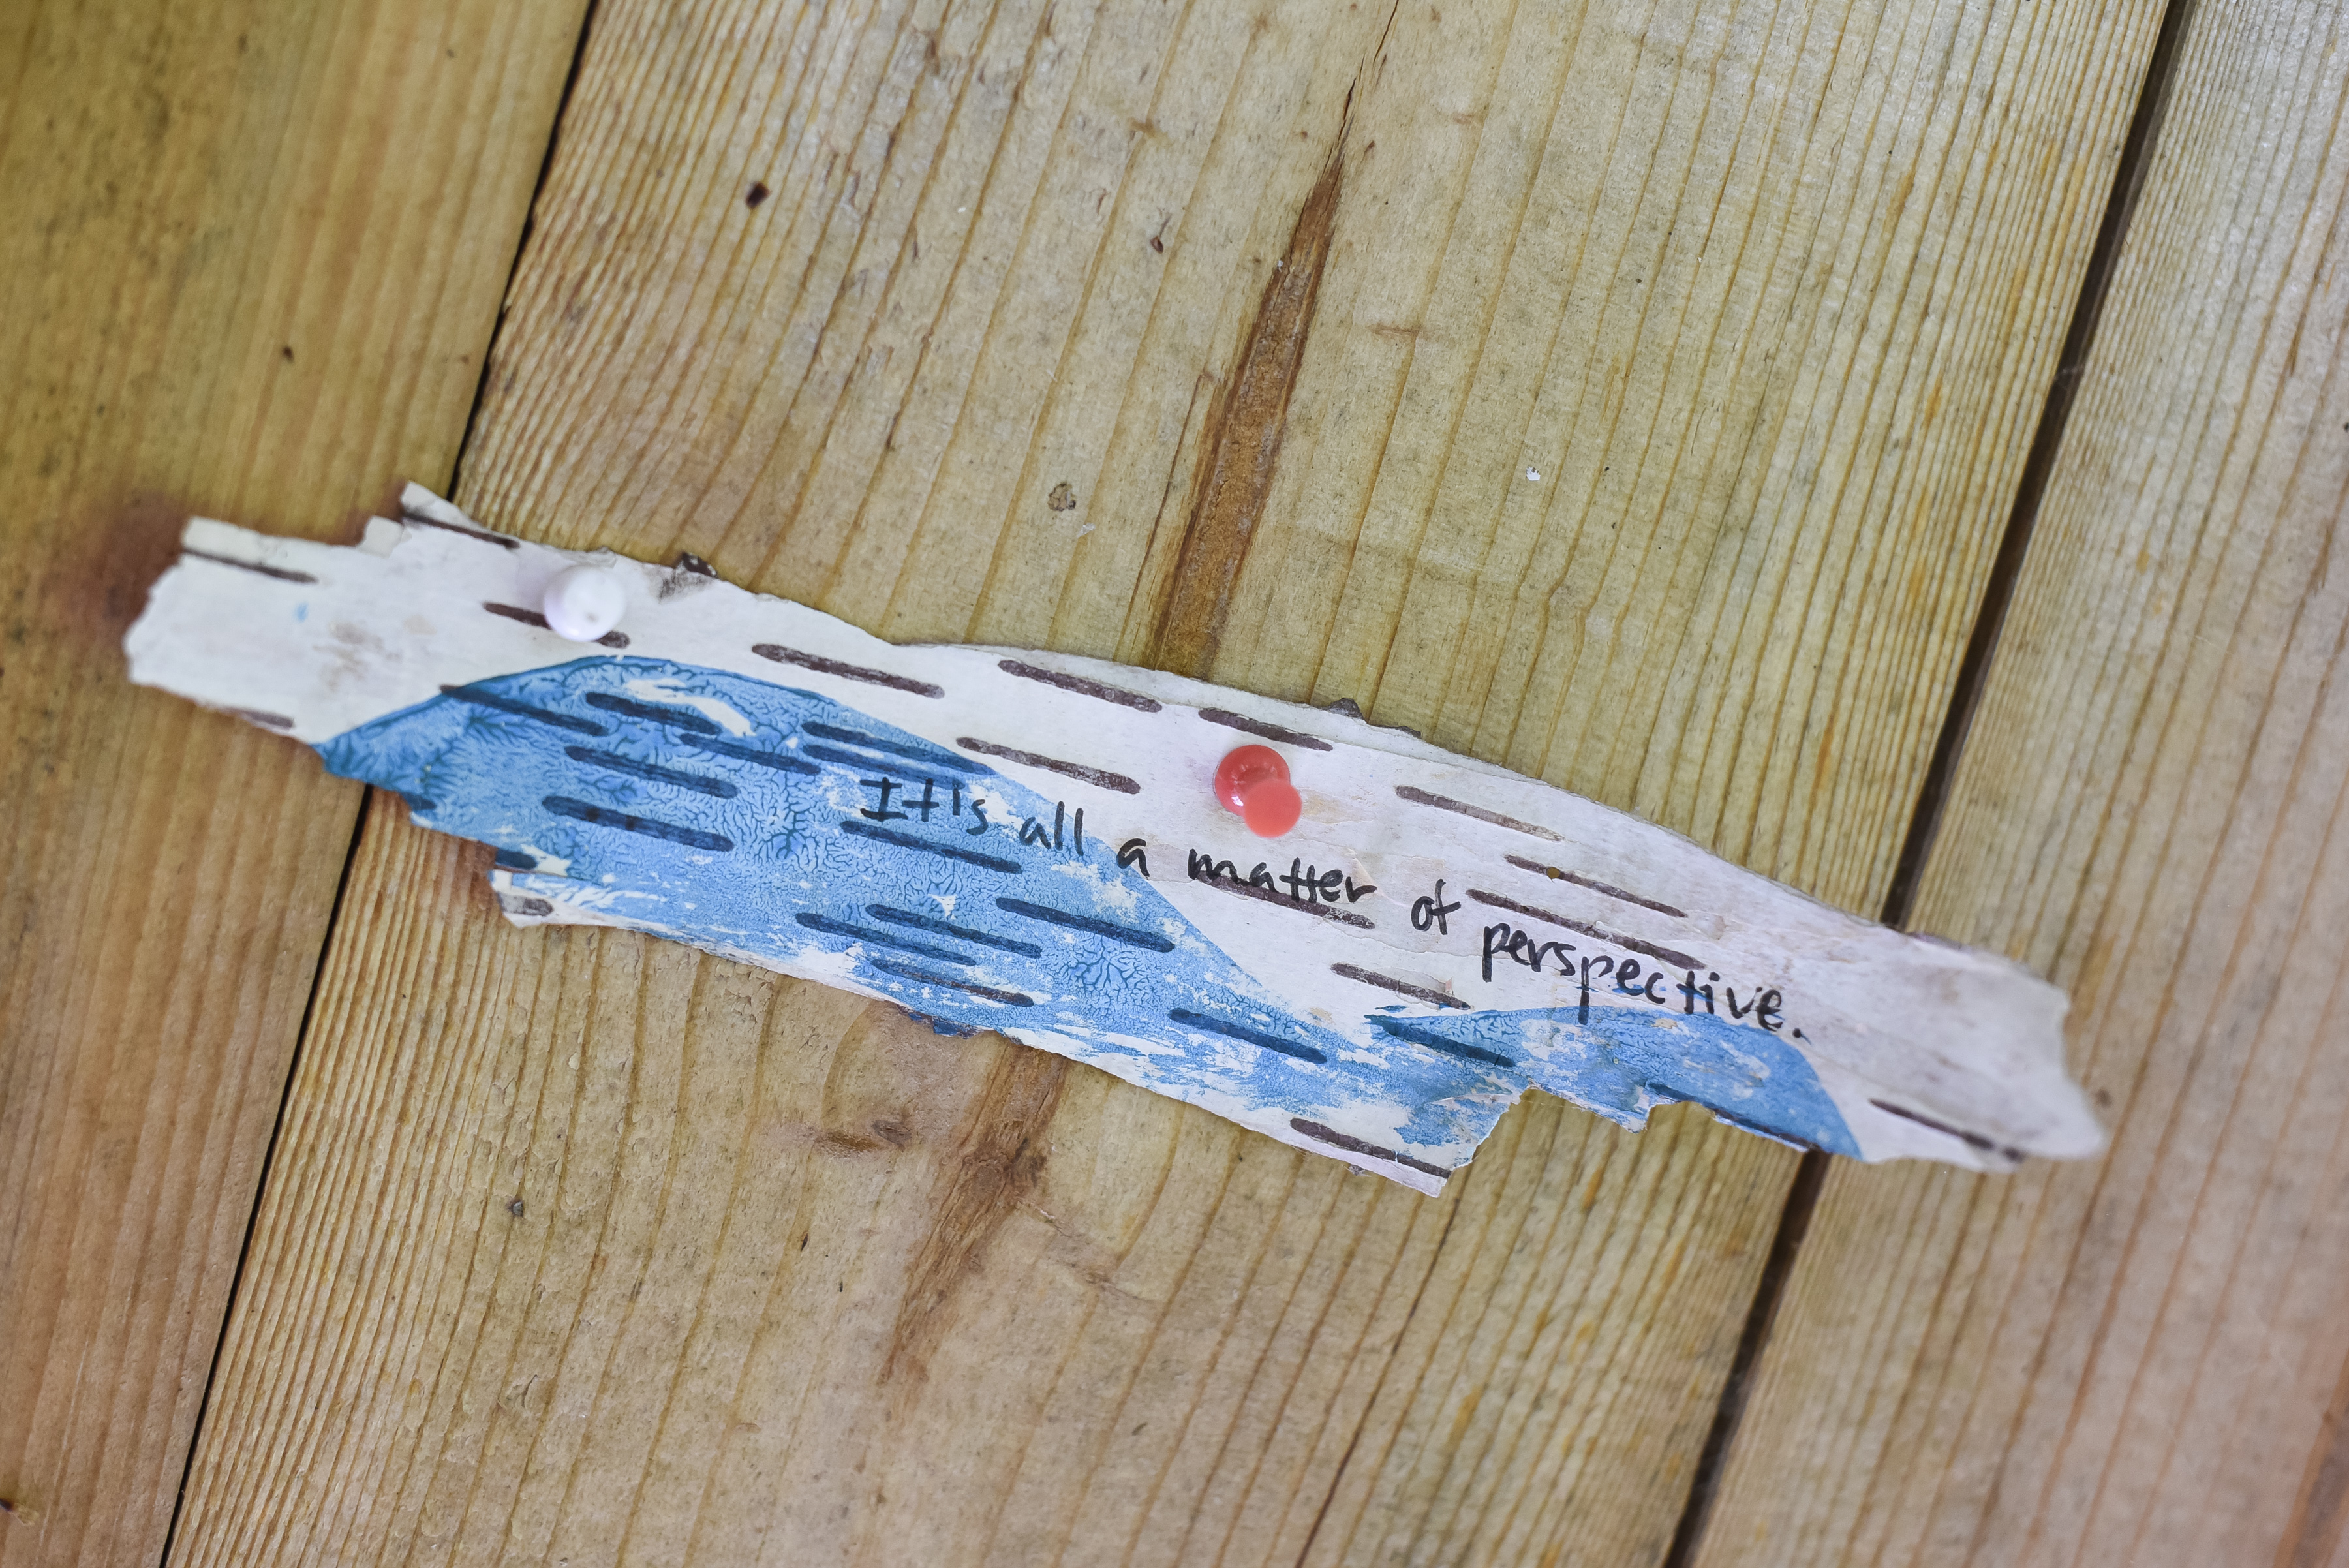 It's all a matter of perspective.